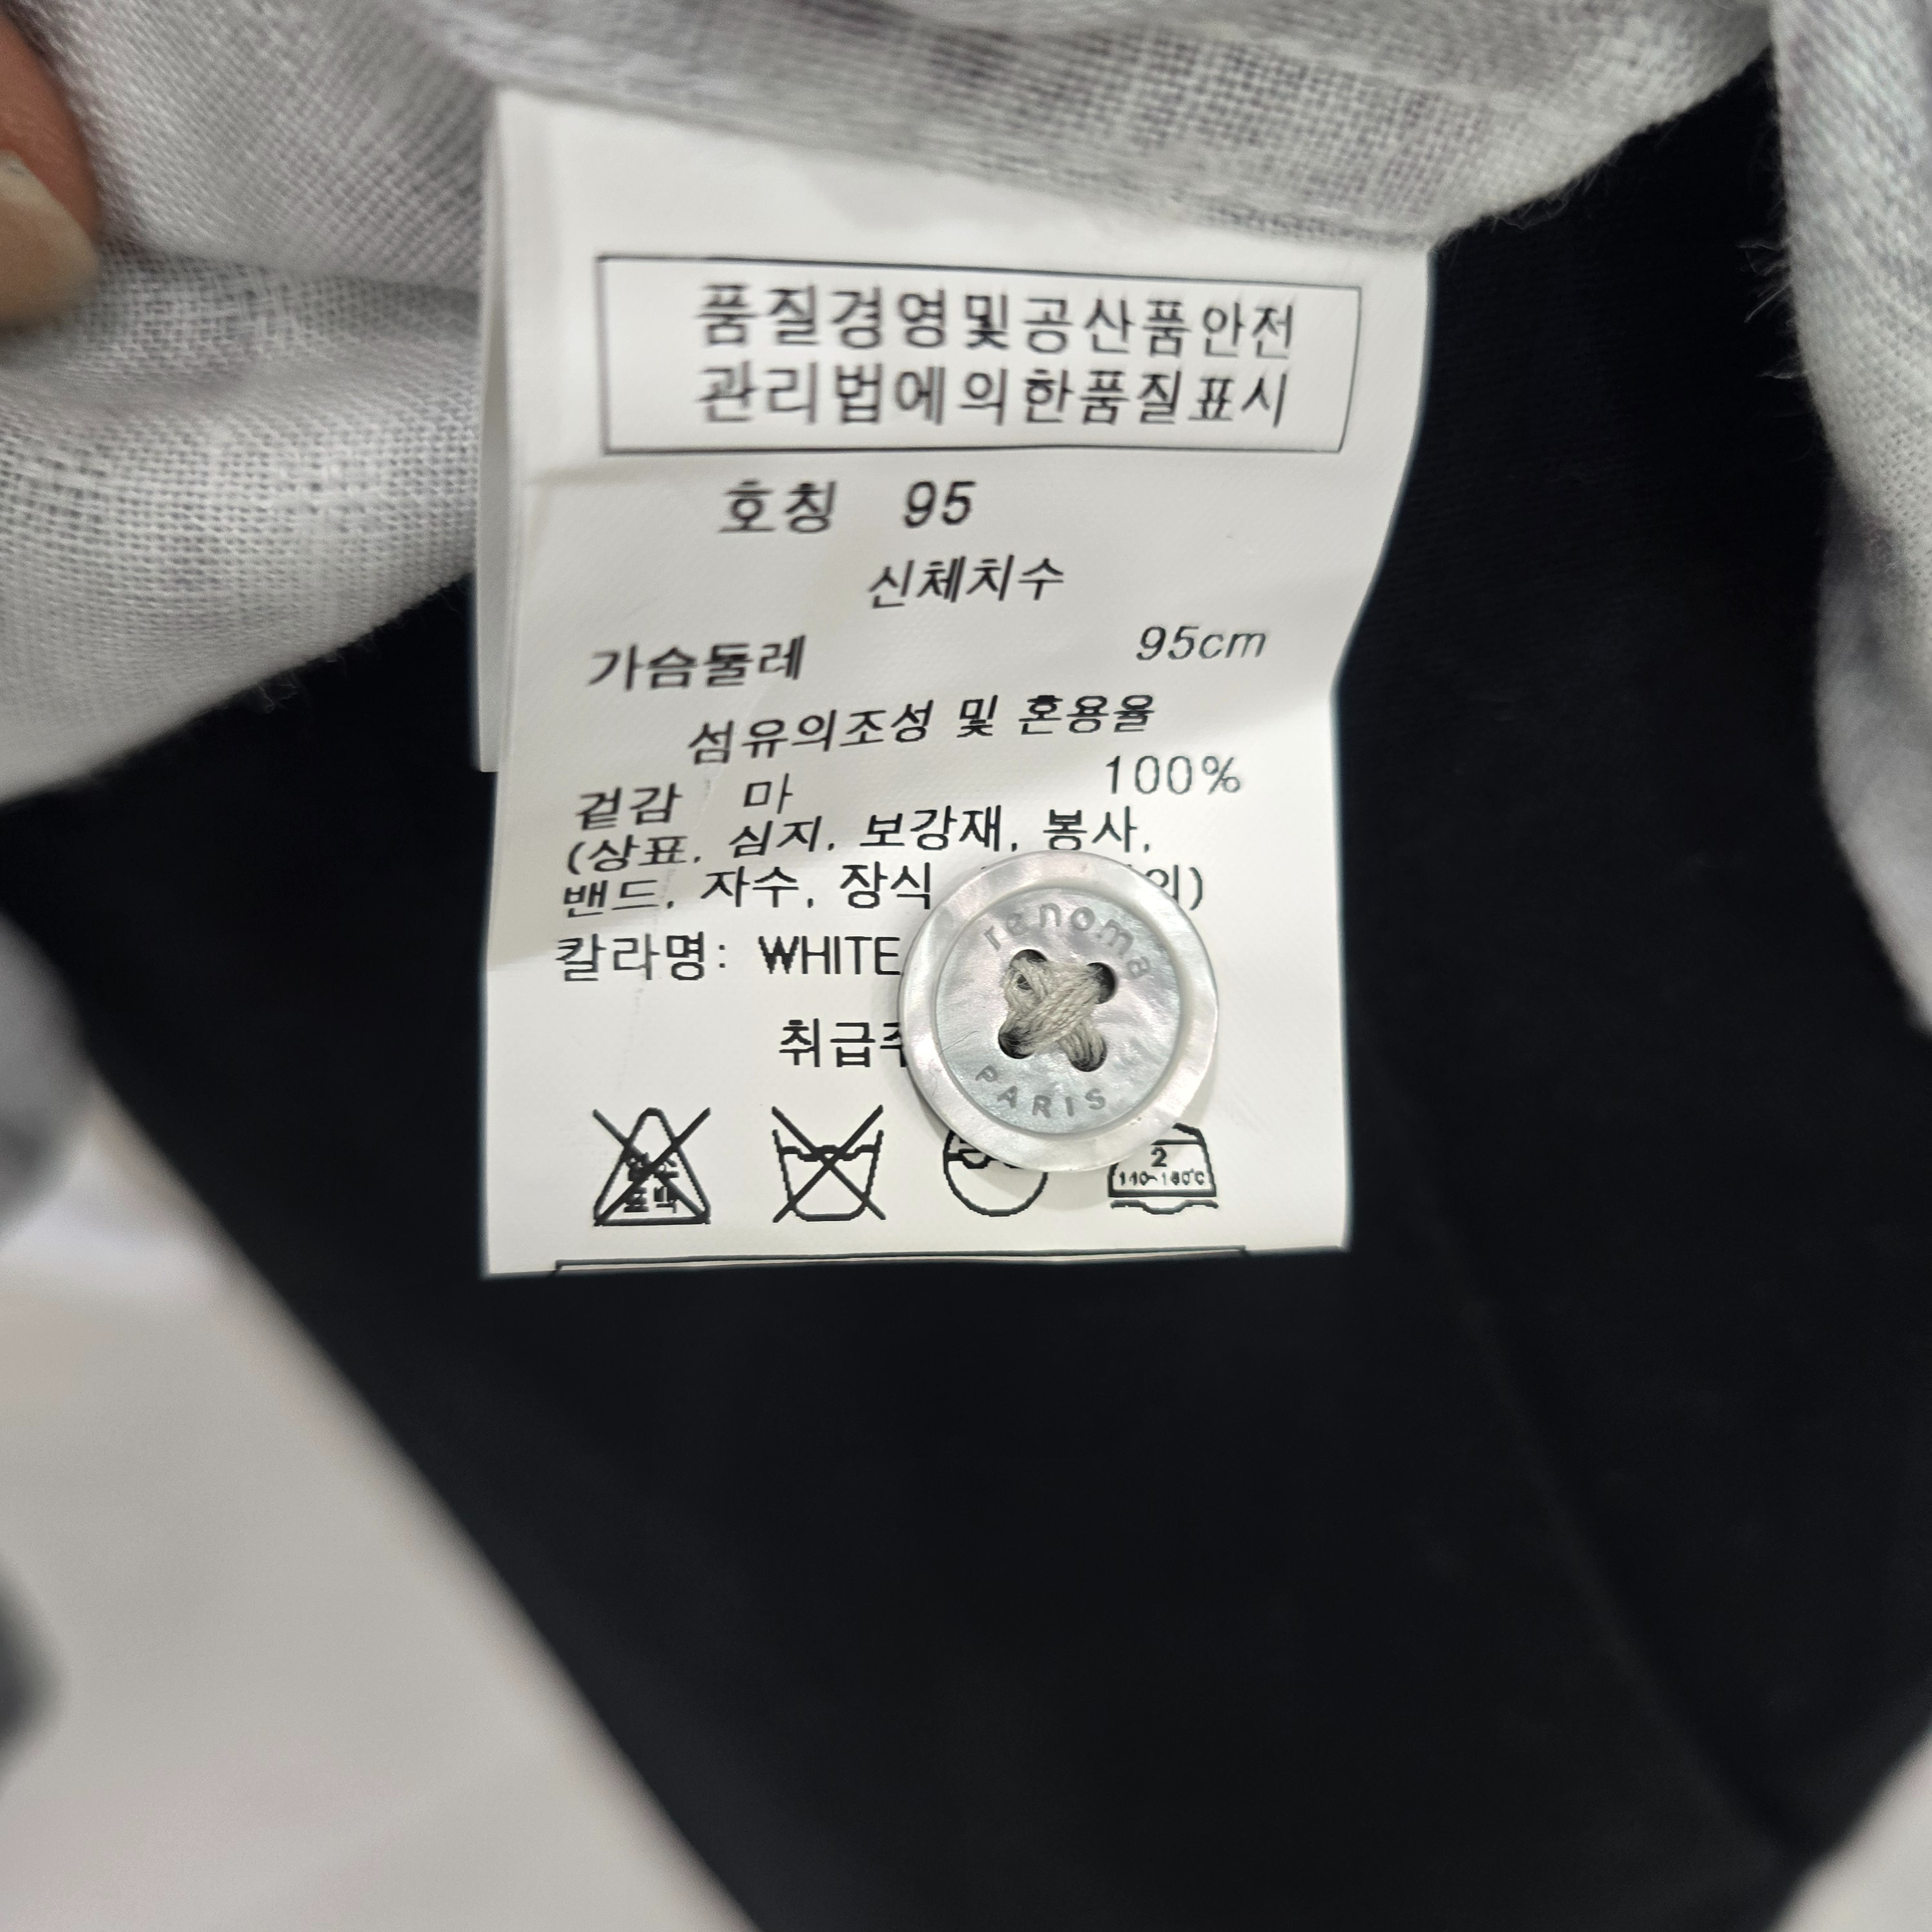 품질경영및공산품안전
관리법에의한품질표시
호칭 95
신체치수
가슴둘레 95cm
섬유의조성 및 혼용율
겉감 마 100%
(상표, 심지, 보강재, 봉사,
밴드, 자수, 장식
칼라명: WHITE
취급
renoma
PARIS
2